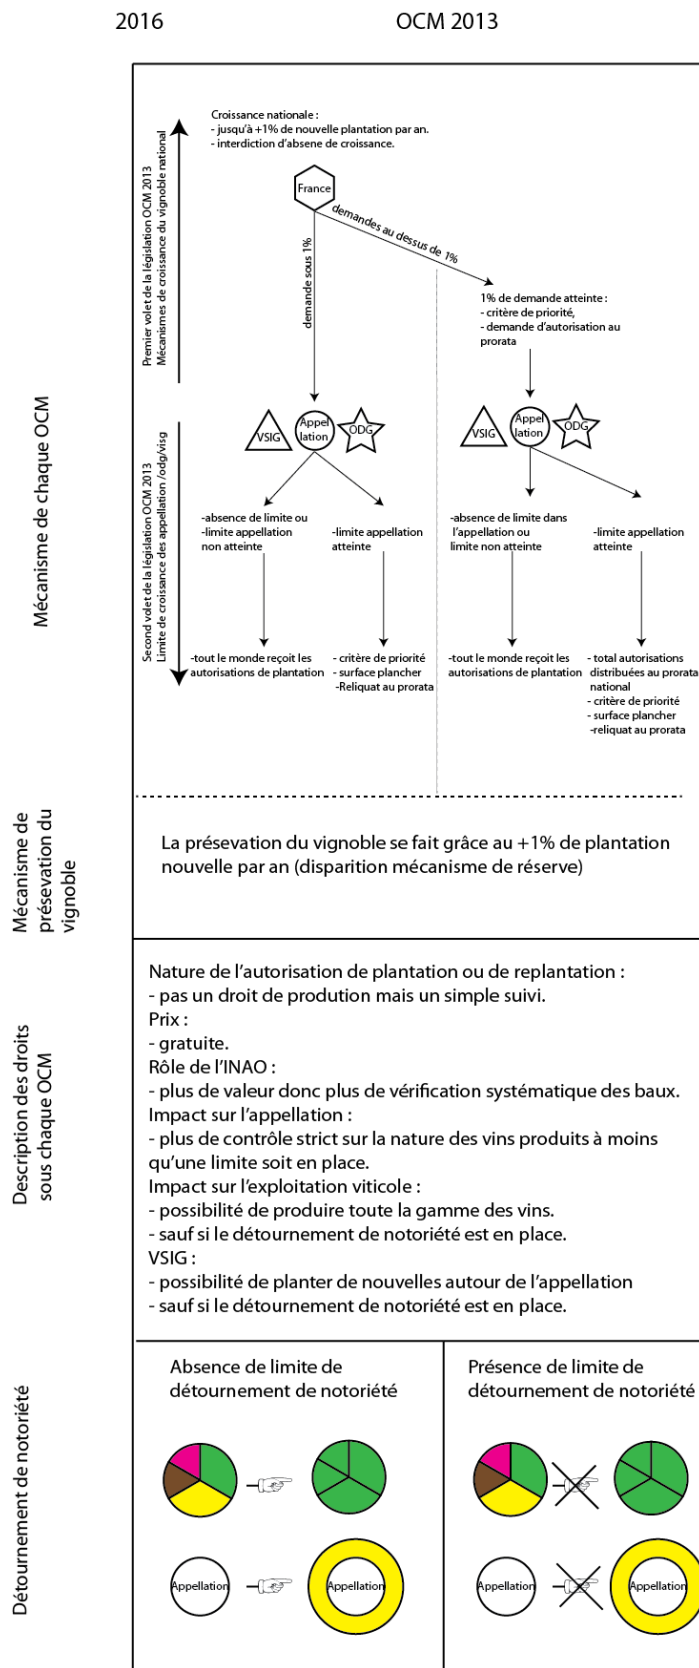 2016
OCM 2013
Croissance nationale :
- jusqu'à +1% de nouvelle plantation par an.
- interdiction d'absene de croissance.
Premier volet de la législation OCM 2013
Mécanismes de croissance du vignoble national
France
demandes au dessus de 1%
demande sous 1%
1% de demande atteinte :
- critère de priorité,
- demande d'autorisation au
prorata
Mécanisme de chaque OCM
VSIG
Appel
lation
ODG
VSIG
Appel
lation
ODG
Second volet de la législation OCM 2013
Limite de croissance des appellation /odg/visg
-absence de limite ou
-limite appellation
non atteinte
-limite appellation
atteinte
-absence de limite dans
l'appellation ou
limite non atteinte
-limite appellation
atteinte
-tout le monde reçoit les
autorisations de plantation
- critère de priorité
- surface plancher
-Reliquat au prorata
-tout le monde reçoit les
autorisations de plantation
- total autorisations
distribuées au prorata
national
- critère de priorité
- surface plancher
-reliquat au prorata
Mécanisme de
présevation du
vignoble
La présevation du vignoble se fait grâce au +1% de plantation
nouvelle par an (disparition mécanisme de réserve)
Description des droits
sous chaque OCM
Nature de l'autorisation de plantation ou de replantation :
- pas un droit de prodution mais un simple suivi.
Prix :
- gratuite.
Rôle de l'INAO :
- plus de valeur donc plus de vérification systématique des baux.
Impact sur l'appellation :
- plus de contrôle strict sur la nature des vins produits à moins
qu'une limite soit en place.
Impact sur l'exploitation viticole :
- possibilité de produire toute la gamme des vins.
- sauf si le détournement de notoriété est en place.
VSIG :
- possibilité de planter de nouvelles autour de l'appellation
- sauf si le détournement de notoriété est en place.
Détournement de notoriété
Absence de limite de
détournement de notoriété
Présence de limite de
détournement de notoriété
Appellation
Appellation
Appellation
Appellation